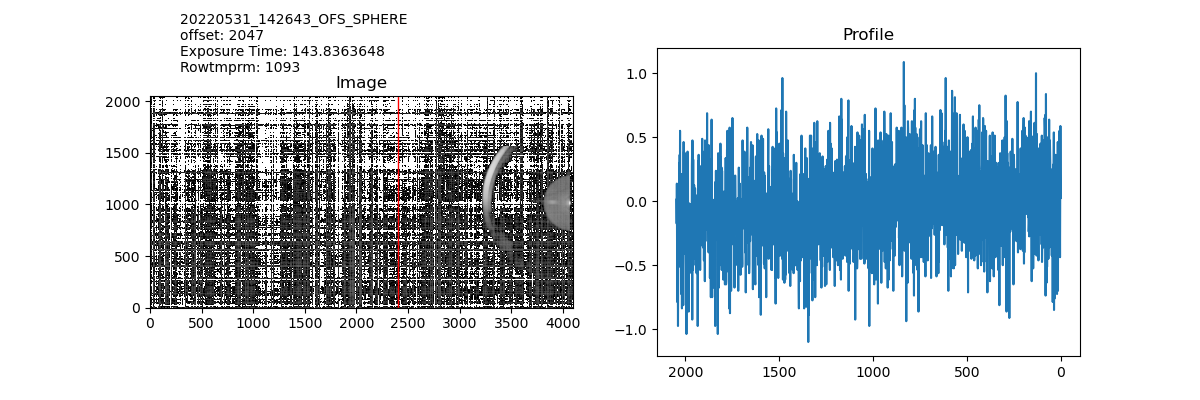 20220531_142643_OFS_SPHERE
offset: 2047
Exposure Time: 143.8363648
Rowtmprm: 1093
Image
2000
1500
1000
500
0
0 500 1000 1500 2000 2500 3000 3500 4000
Profile
1.0
0.5
0.0
−0.5
−1.0
2000 1500 1000 500 0